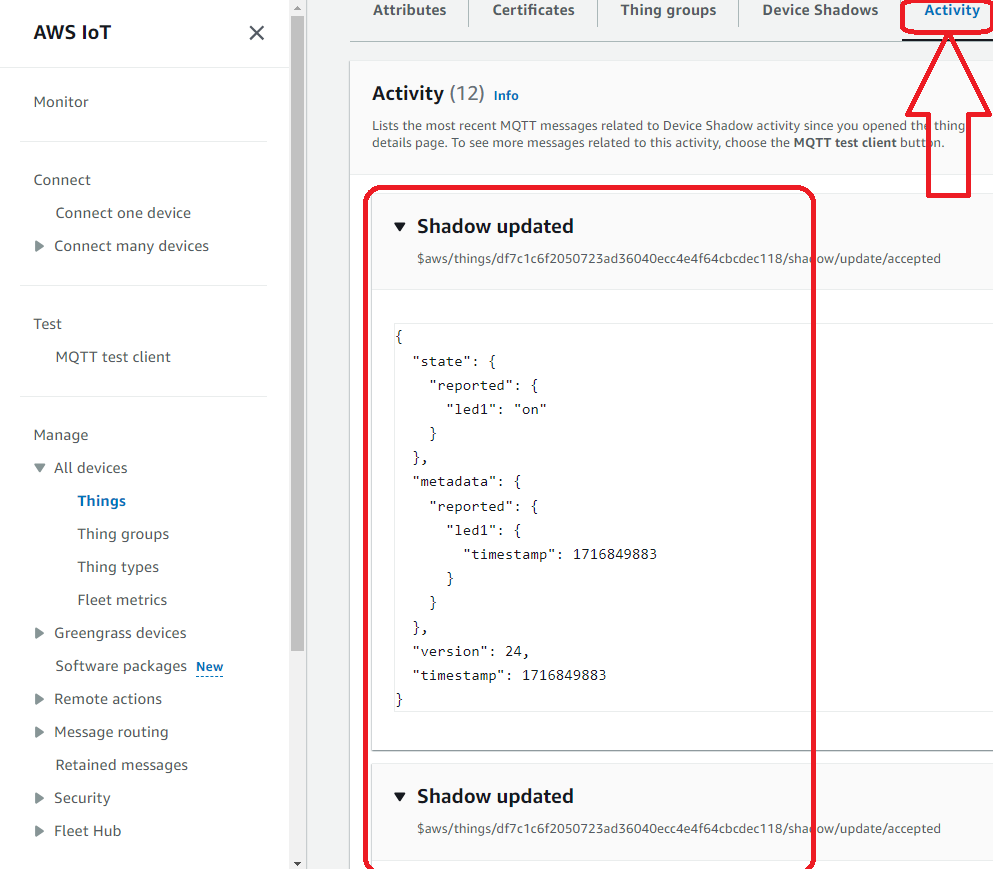 AWS IoT
Monitor
Connect
Connect one device
Connect many devices
Test
MQTT test client
Manage
All devices
Things
Thing groups
Thing types
Fleet metrics
Greengrass devices
Software packages New
Remote actions
Message routing
Retained messages
Security
Fleet Hub
Attributes Certificates Thing groups Device Shadows Activity
Activity (12) Info
Lists the most recent MQTT messages related to Device Shadow activity since you opened the thing
details page. To see more messages related to this activity, choose the MQTT test client button.
Shadow updated
$aws/things/df7c1c6f2050723ad36040ecc4e4f64cbcdec118/shadow/update/accepted
{
"state": {
"reported": {
"led1": "on"
}
},
"metadata": {
"reported": {
"led1": {
"timestamp": 1716849883
}
}
},
"version": 24,
"timestamp": 1716849883
}
Shadow updated
$aws/things/df7c1c6f2050723ad36040ecc4e4f64cbcdec118/shadow/update/accepted